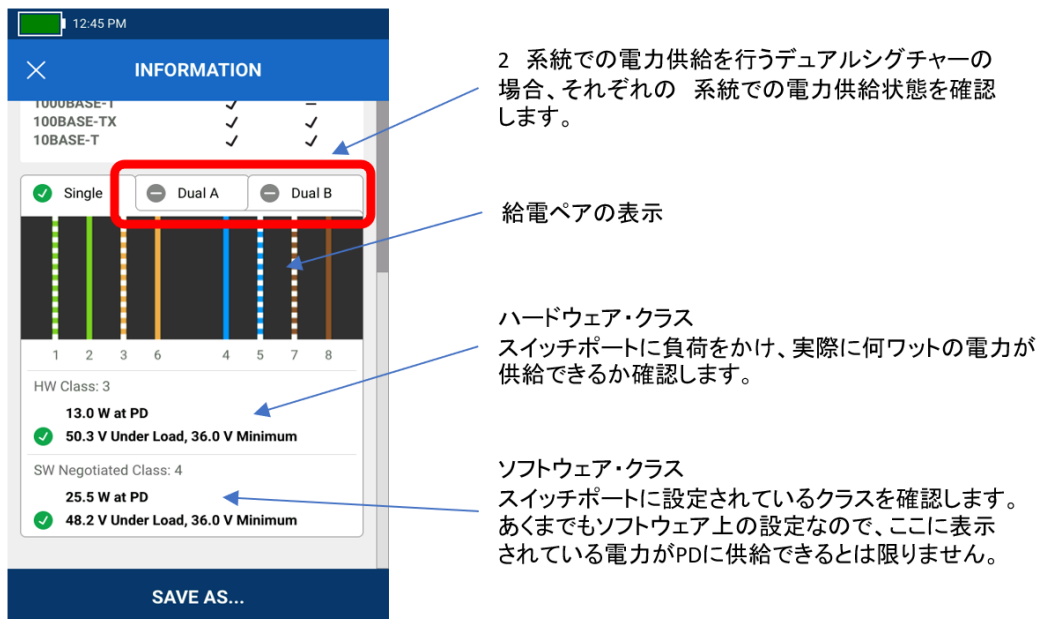 12:45 PM
INFORMATION
1000BASE-T
100BASE-TX
10BASE-T
Single
Dual A
Dual B
1 2 3 6 4 5 7 8
HW Class: 3
13.0 W at PD
50.3 V Under Load, 36.0 V Minimum
SW Negotiated Class: 4
25.5 W at PD
48.2 V Under Load, 36.0 V Minimum
SAVE AS...
2 系統での電力供給を行うデュアルシグチャーの
場合、それぞれの 系統での電力供給状態を確認
します。
給電ペアの表示
ハードウェア・クラス
スイッチポートに負荷をかけ、実際に何ワットの電力が
供給できるか確認します。
ソフトウェア・クラス
スイッチポートに設定されているクラスを確認します。
あくまでもソフトウェア上の設定なので、ここに表示
されている電力がPDに供給できるとは限りません。